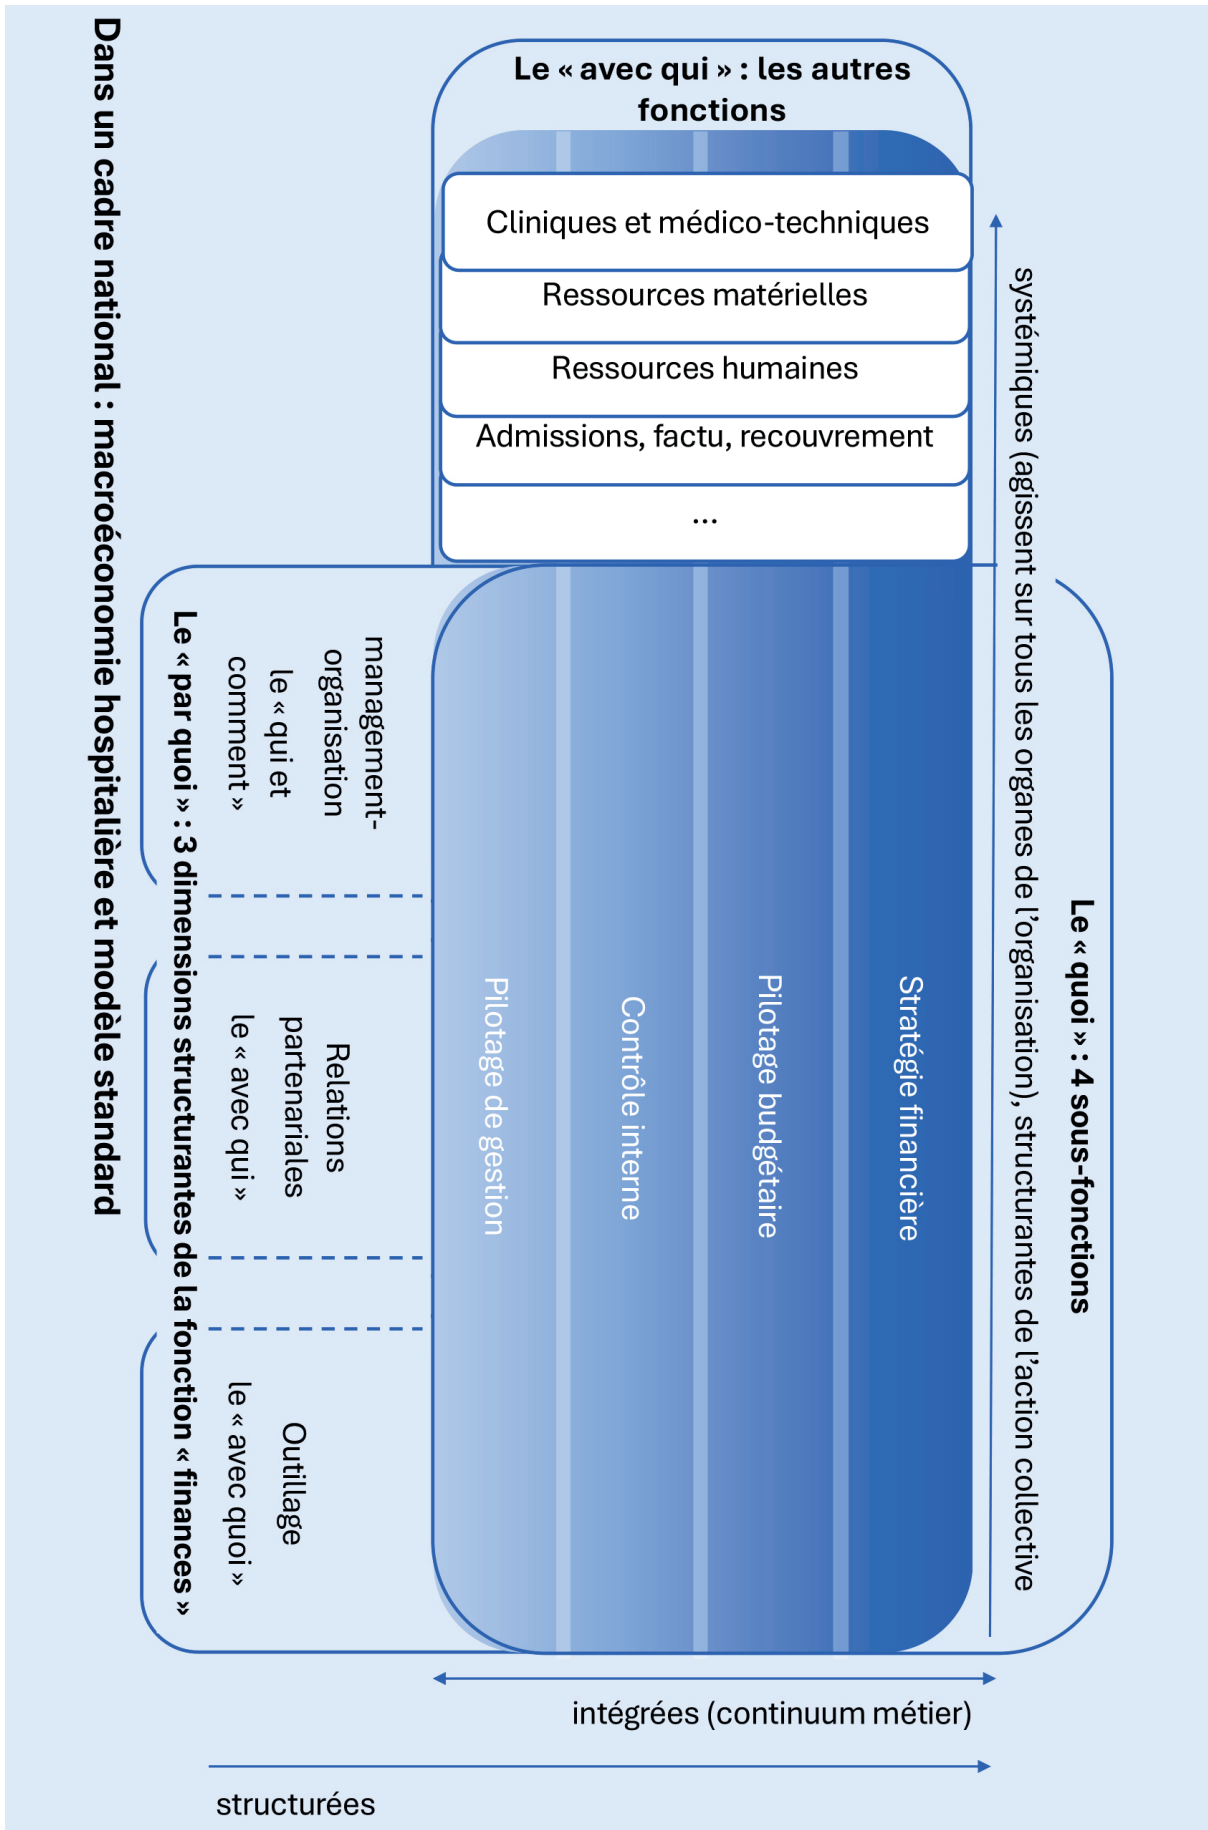 Dans un cadre national : macroéconomie hospitalière et modèle standard
Le « avec qui » : les autres
fonctions
Cliniques et médico-techniques
Ressources matérielles
Ressources humaines
Admissions, factu, recouvrement
...
Le « quoi » : 4 sous-fonctions
systémiques (agissent sur tous les organes de l’organisation), structurantes de l’action collective
Stratégie financière
Pilotage budgétaire
Contrôle interne
Pilotage de gestion
management-
organisation
le « qui et
comment »
Relations
partenariales
le « avec qui »
Outillage
le « avec quoi »
Le « par quoi » : 3 dimensions structurantes de la fonction « finances »
intégrées (continuum métier)
structurées